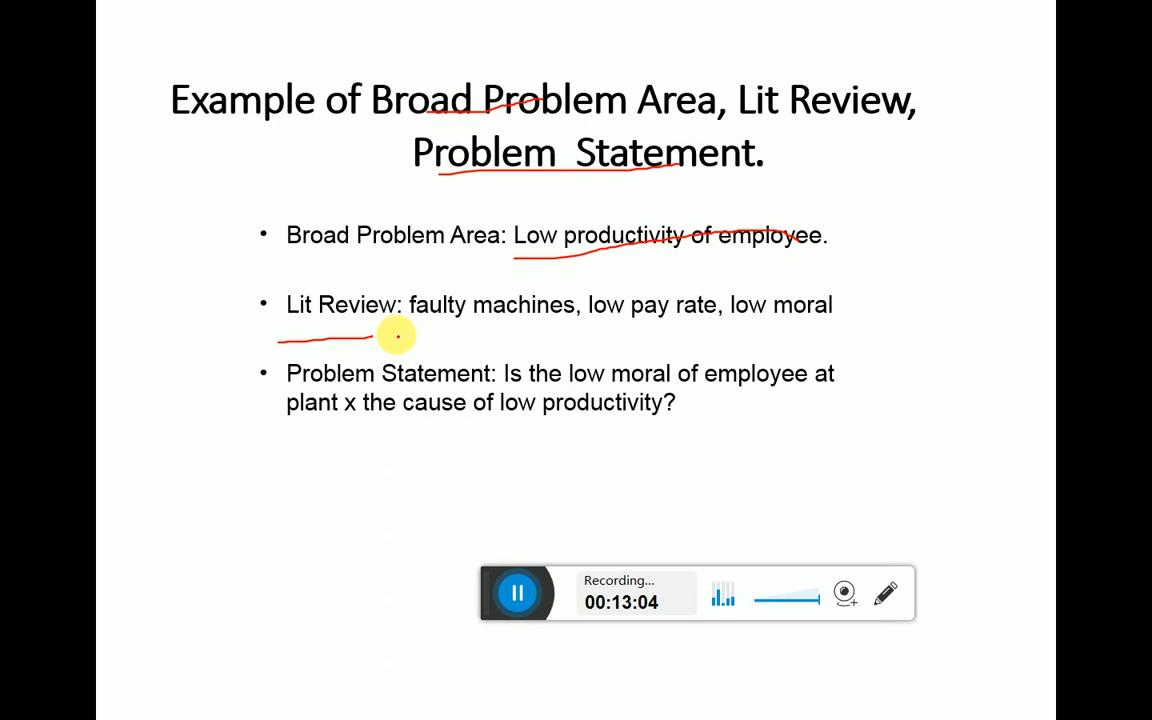 Example of Broad Problem Area, Lit Review,
Problem Statement.
• Broad Problem Area: Low productivity of employee.
• Lit Review: faulty machines, low pay rate, low moral
• Problem Statement: Is the low moral of employee at
plant x the cause of low productivity?
Recording...
00:13:04